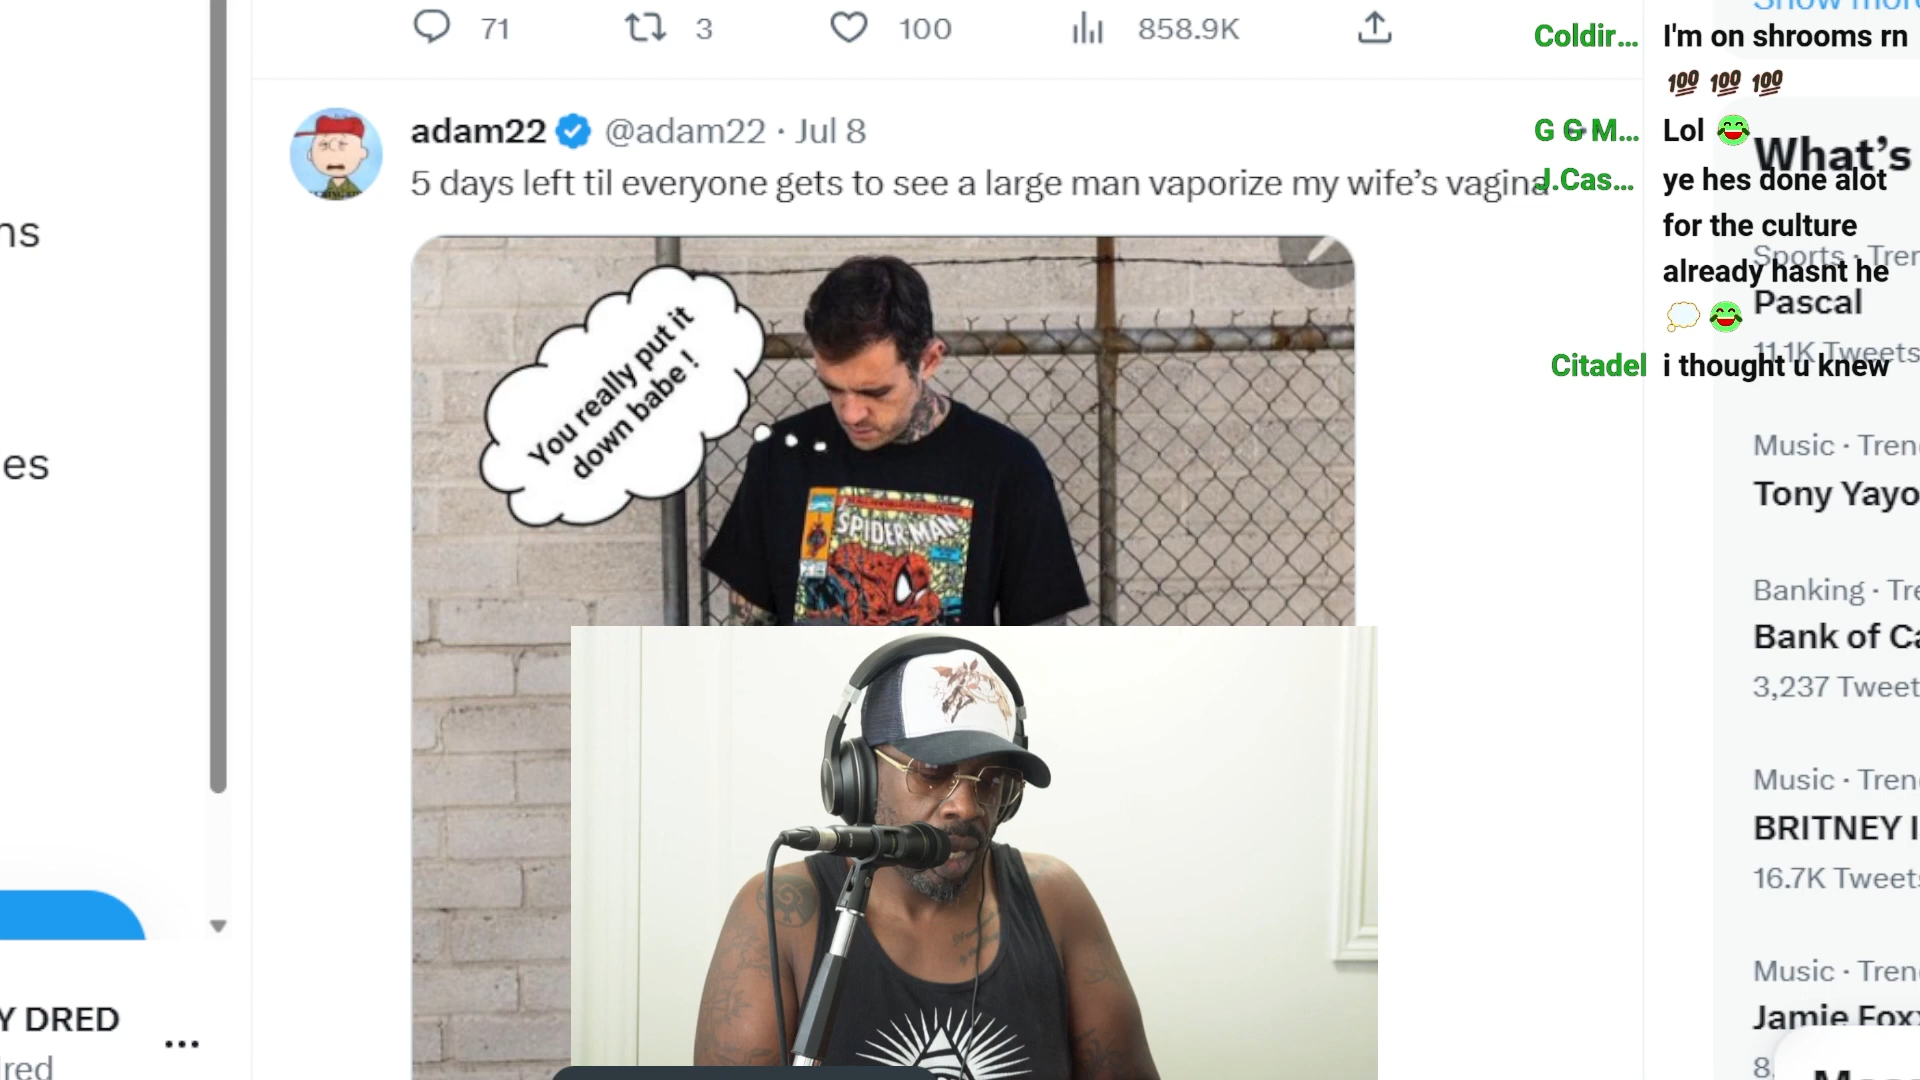 71 3 100 858.9K
adam22 @adam22 · Jul 8
5 days left til everyone gets to see a large man vaporize my wife's vagina
You really put it
down babe !
SPIDER-MAN
ns
es
Y DRED
...
red
Coldir... I'm on shrooms rn
💯 💯 💯
G & M... Lol 😂
J.Cas... ye hes done alot
for the culture
already hasnt he
💭 😂
Citadel i thought u knew
Show more
What's
Sports · Tren
Pascal
11.1K Tweets
Music · Tren
Tony Yayo
Banking · Tre
Bank of Ca
3,237 Tweet
Music · Tren
BRITNEY
16.7K Tweets
Music · Tren
Jamie Foxx
8